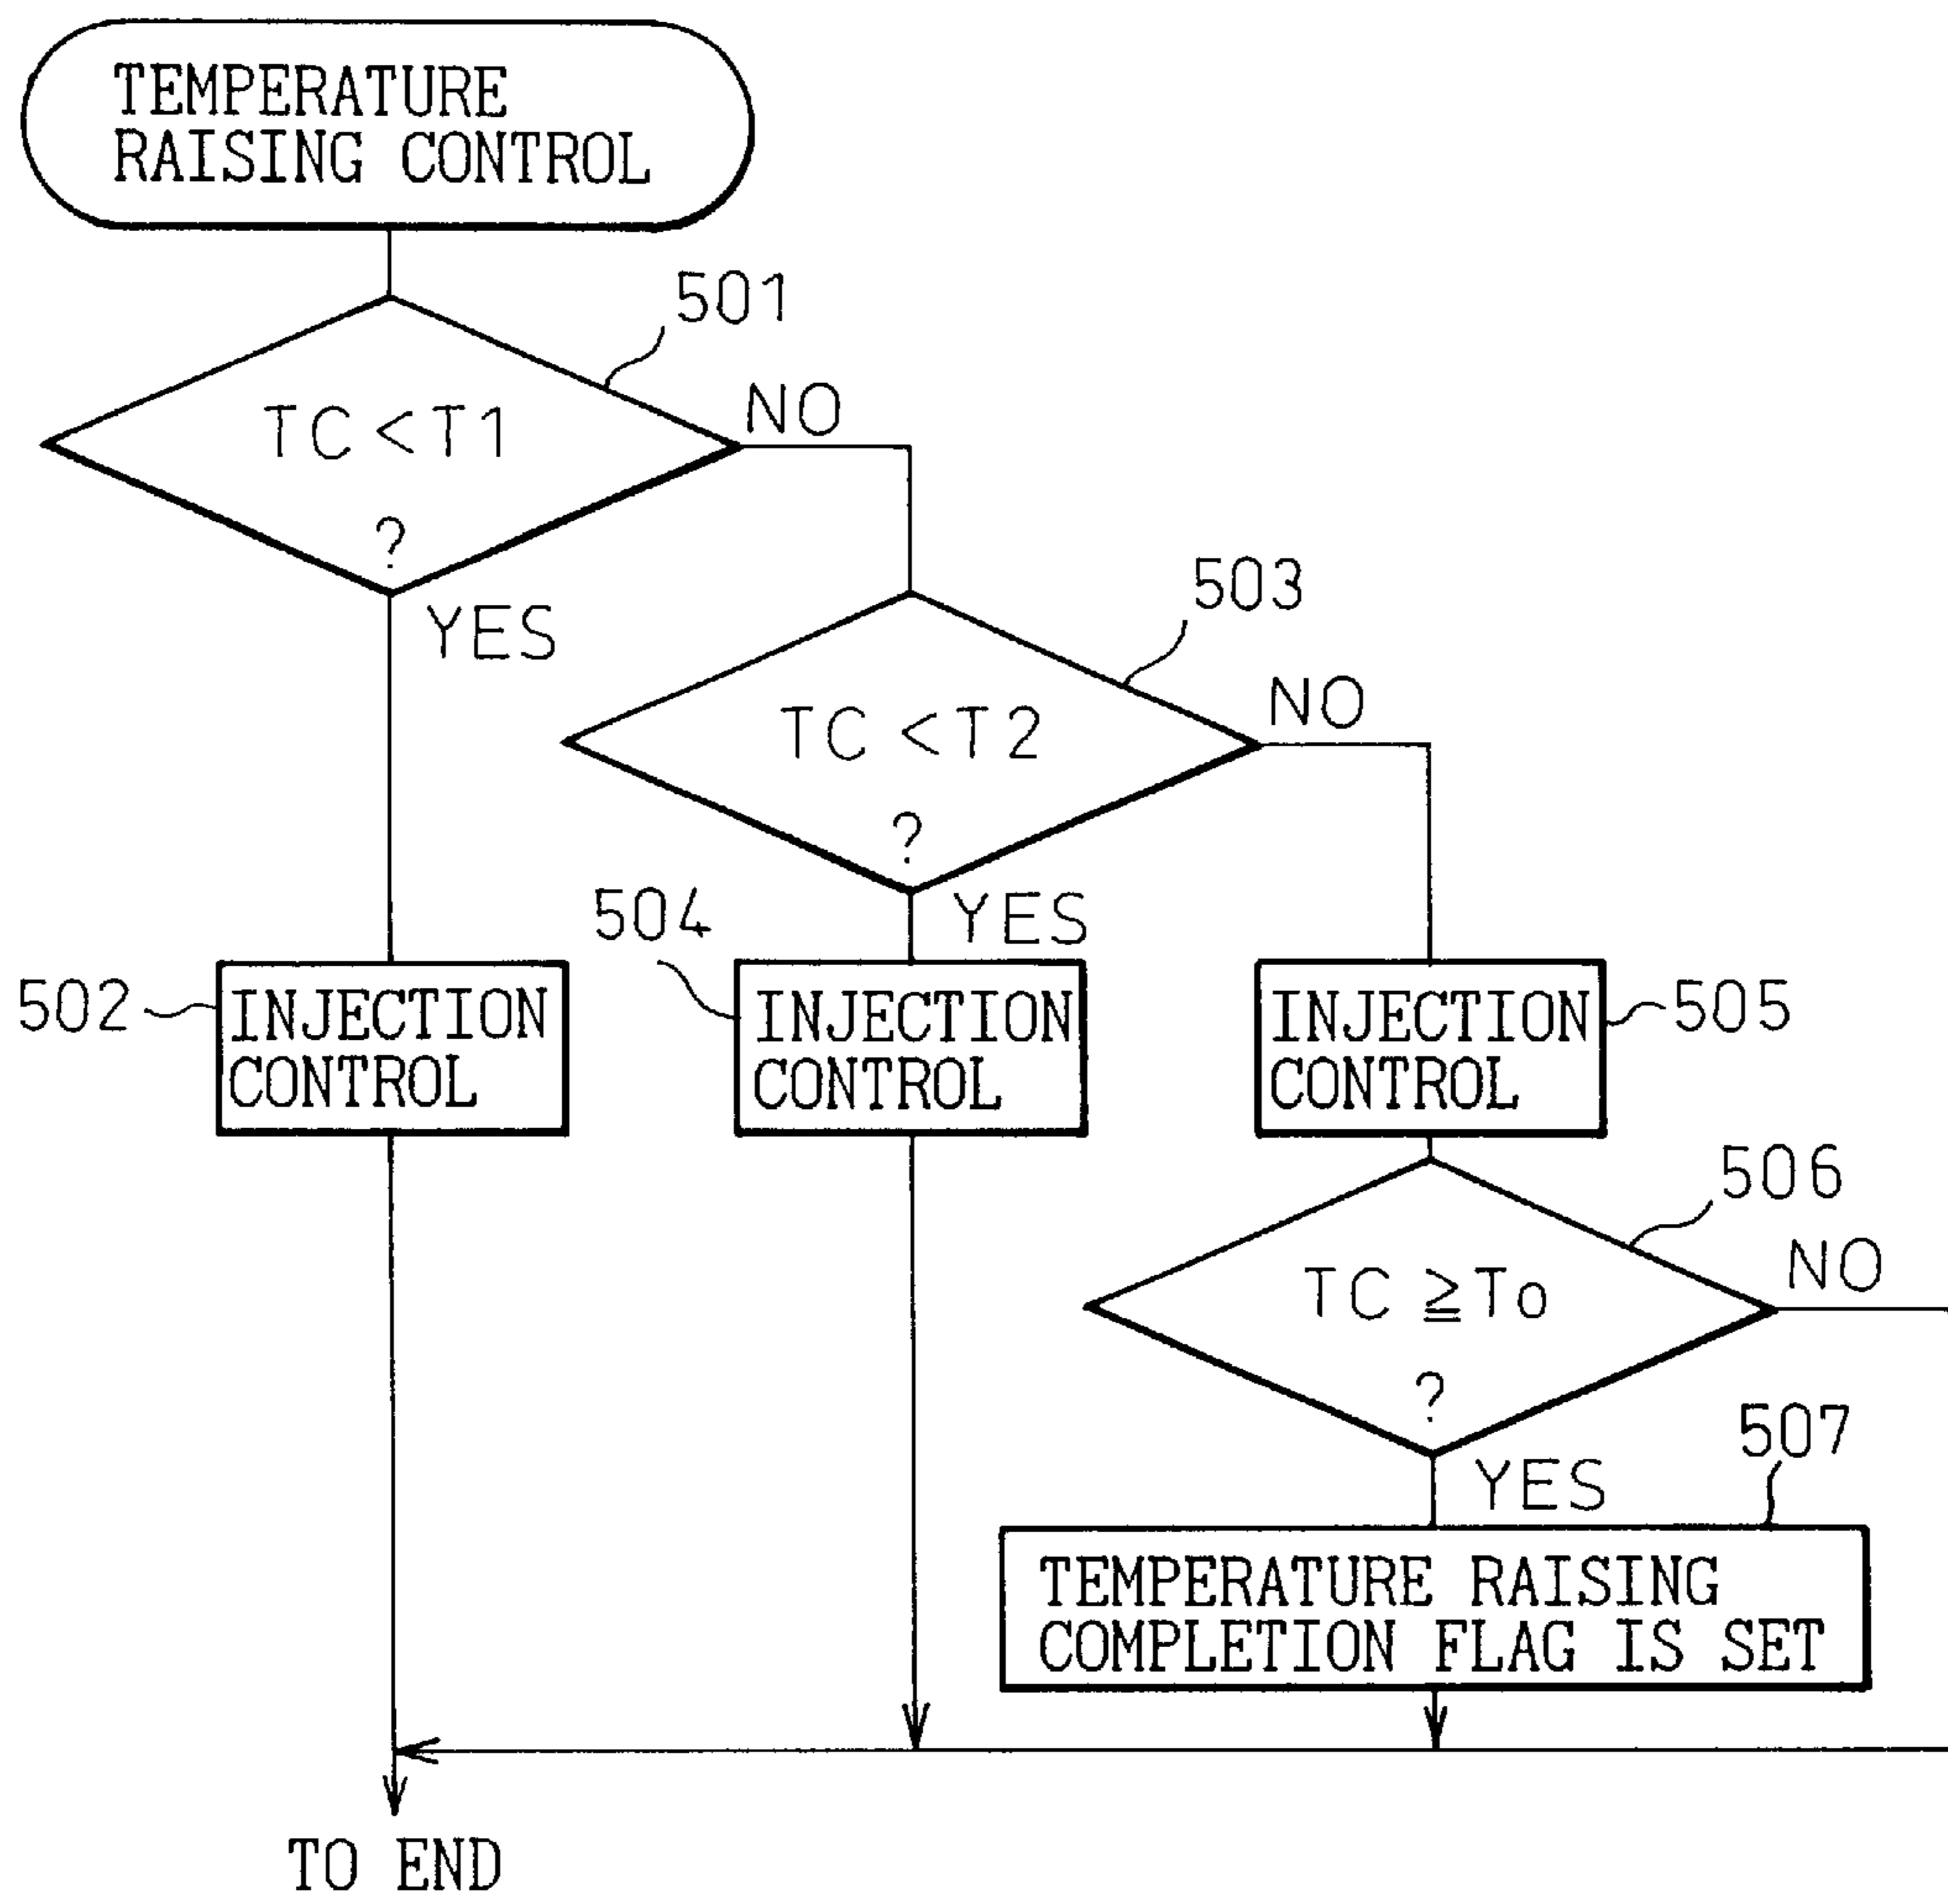 TEMPERATURE
RAISING CONTROL
501
TC<T1
?
NO
YES
503
TC<T2
?
NO
YES
502
INJECTION
CONTROL
504
INJECTION
CONTROL
505
INJECTION
CONTROL
506
TC≧To
?
NO
YES
507
TEMPERATURE RAISING
COMPLETION FLAG IS SET
TO END